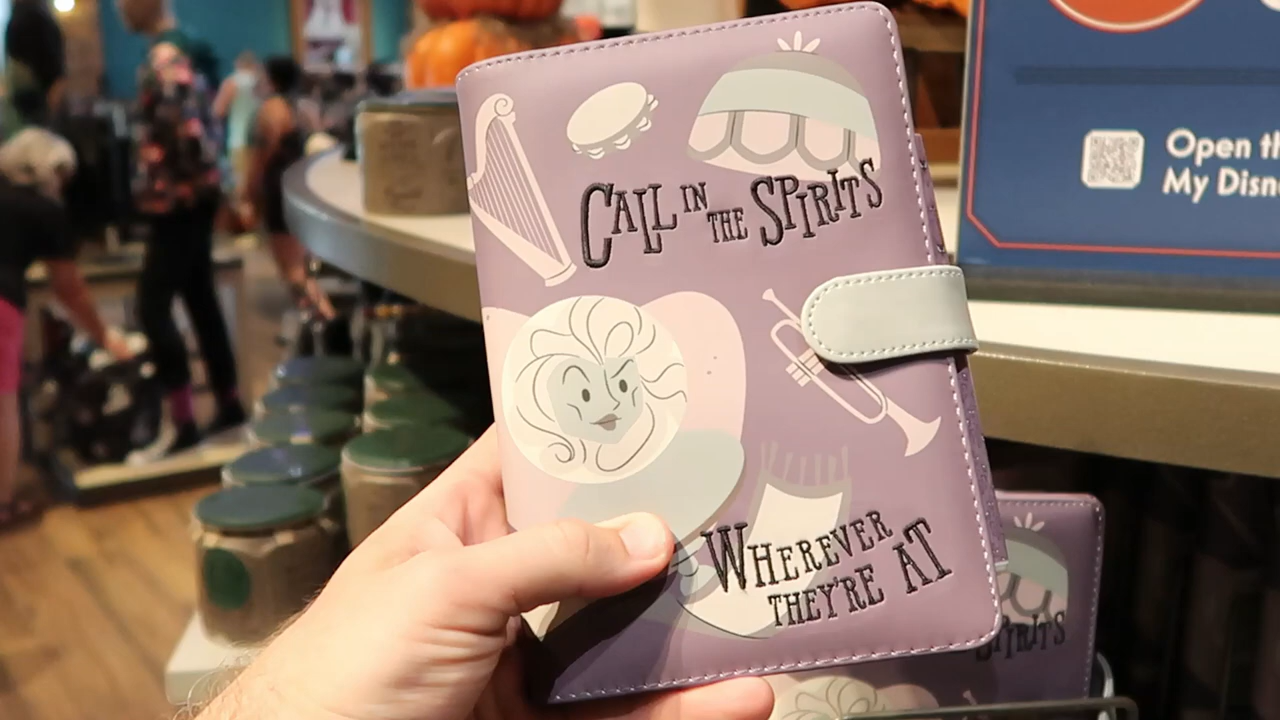 CALL IN THE SPIRITS
WHEREVER
THEY'RE AT
Open th
My Disn
SPIRITS